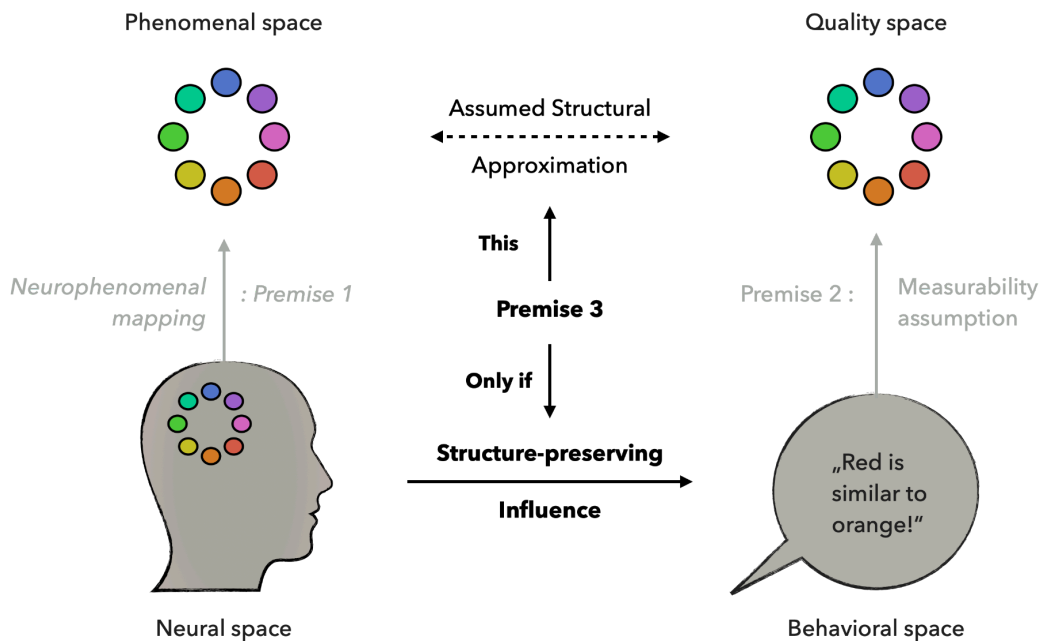 Phenomenal space
Quality space
Assumed Structural
Approximation
This
Neurophenomenal
mapping
: Premise 1
Premise 3
Premise 2 :
Measurability
assumption
Only if
Structure-preserving
Influence
„Red is
similar to
orange!“
Neural space
Behavioral space